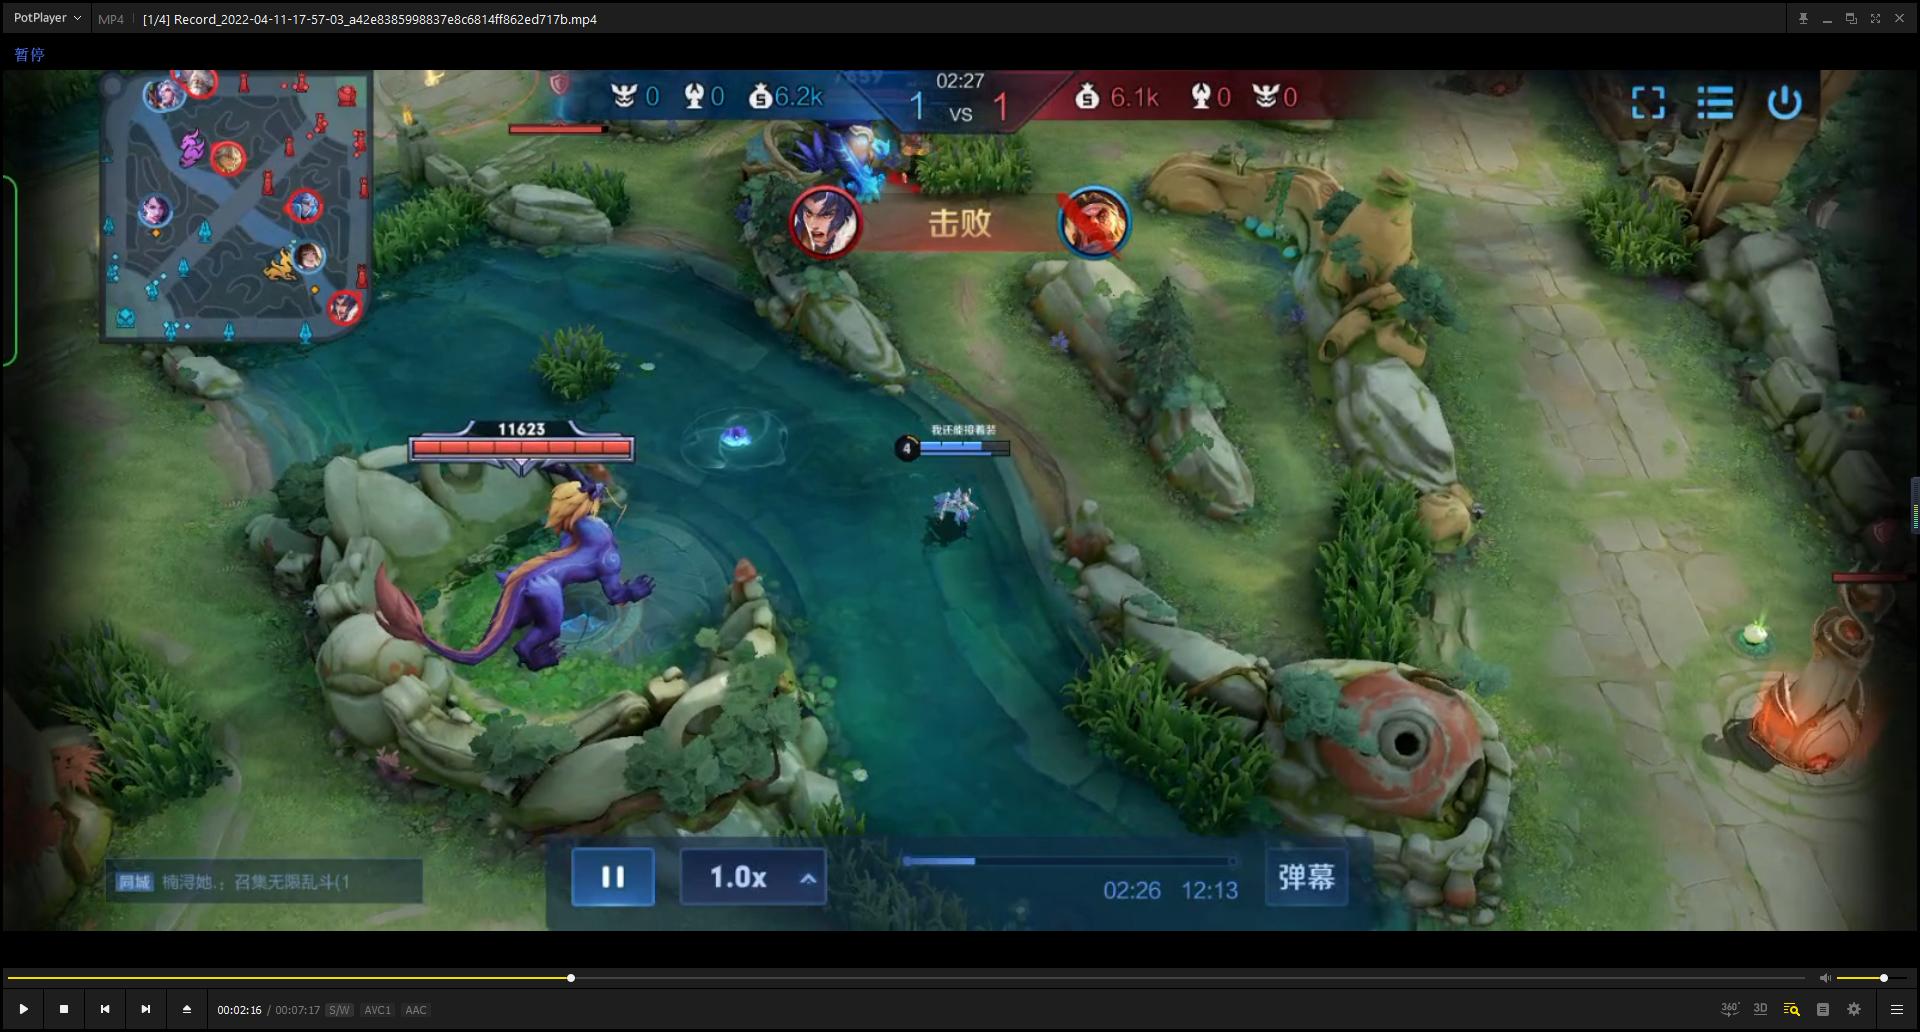 PotPlayer MP4 [1/4] Record_2022-04-11-17-57-03_a42e8385998837e8c6814ff862ed717b.mp4
暂停
0 0 6.2k 1 02:27 VS 1 6.1k 0 0
击败
11623
我还能接着装
4
同城 楠浔她.：召集无限乱斗(1
1.0x
02:26 12:13
弹幕
00:02:16 / 00:07:17 S/W AVC1 AAC
360° 3D